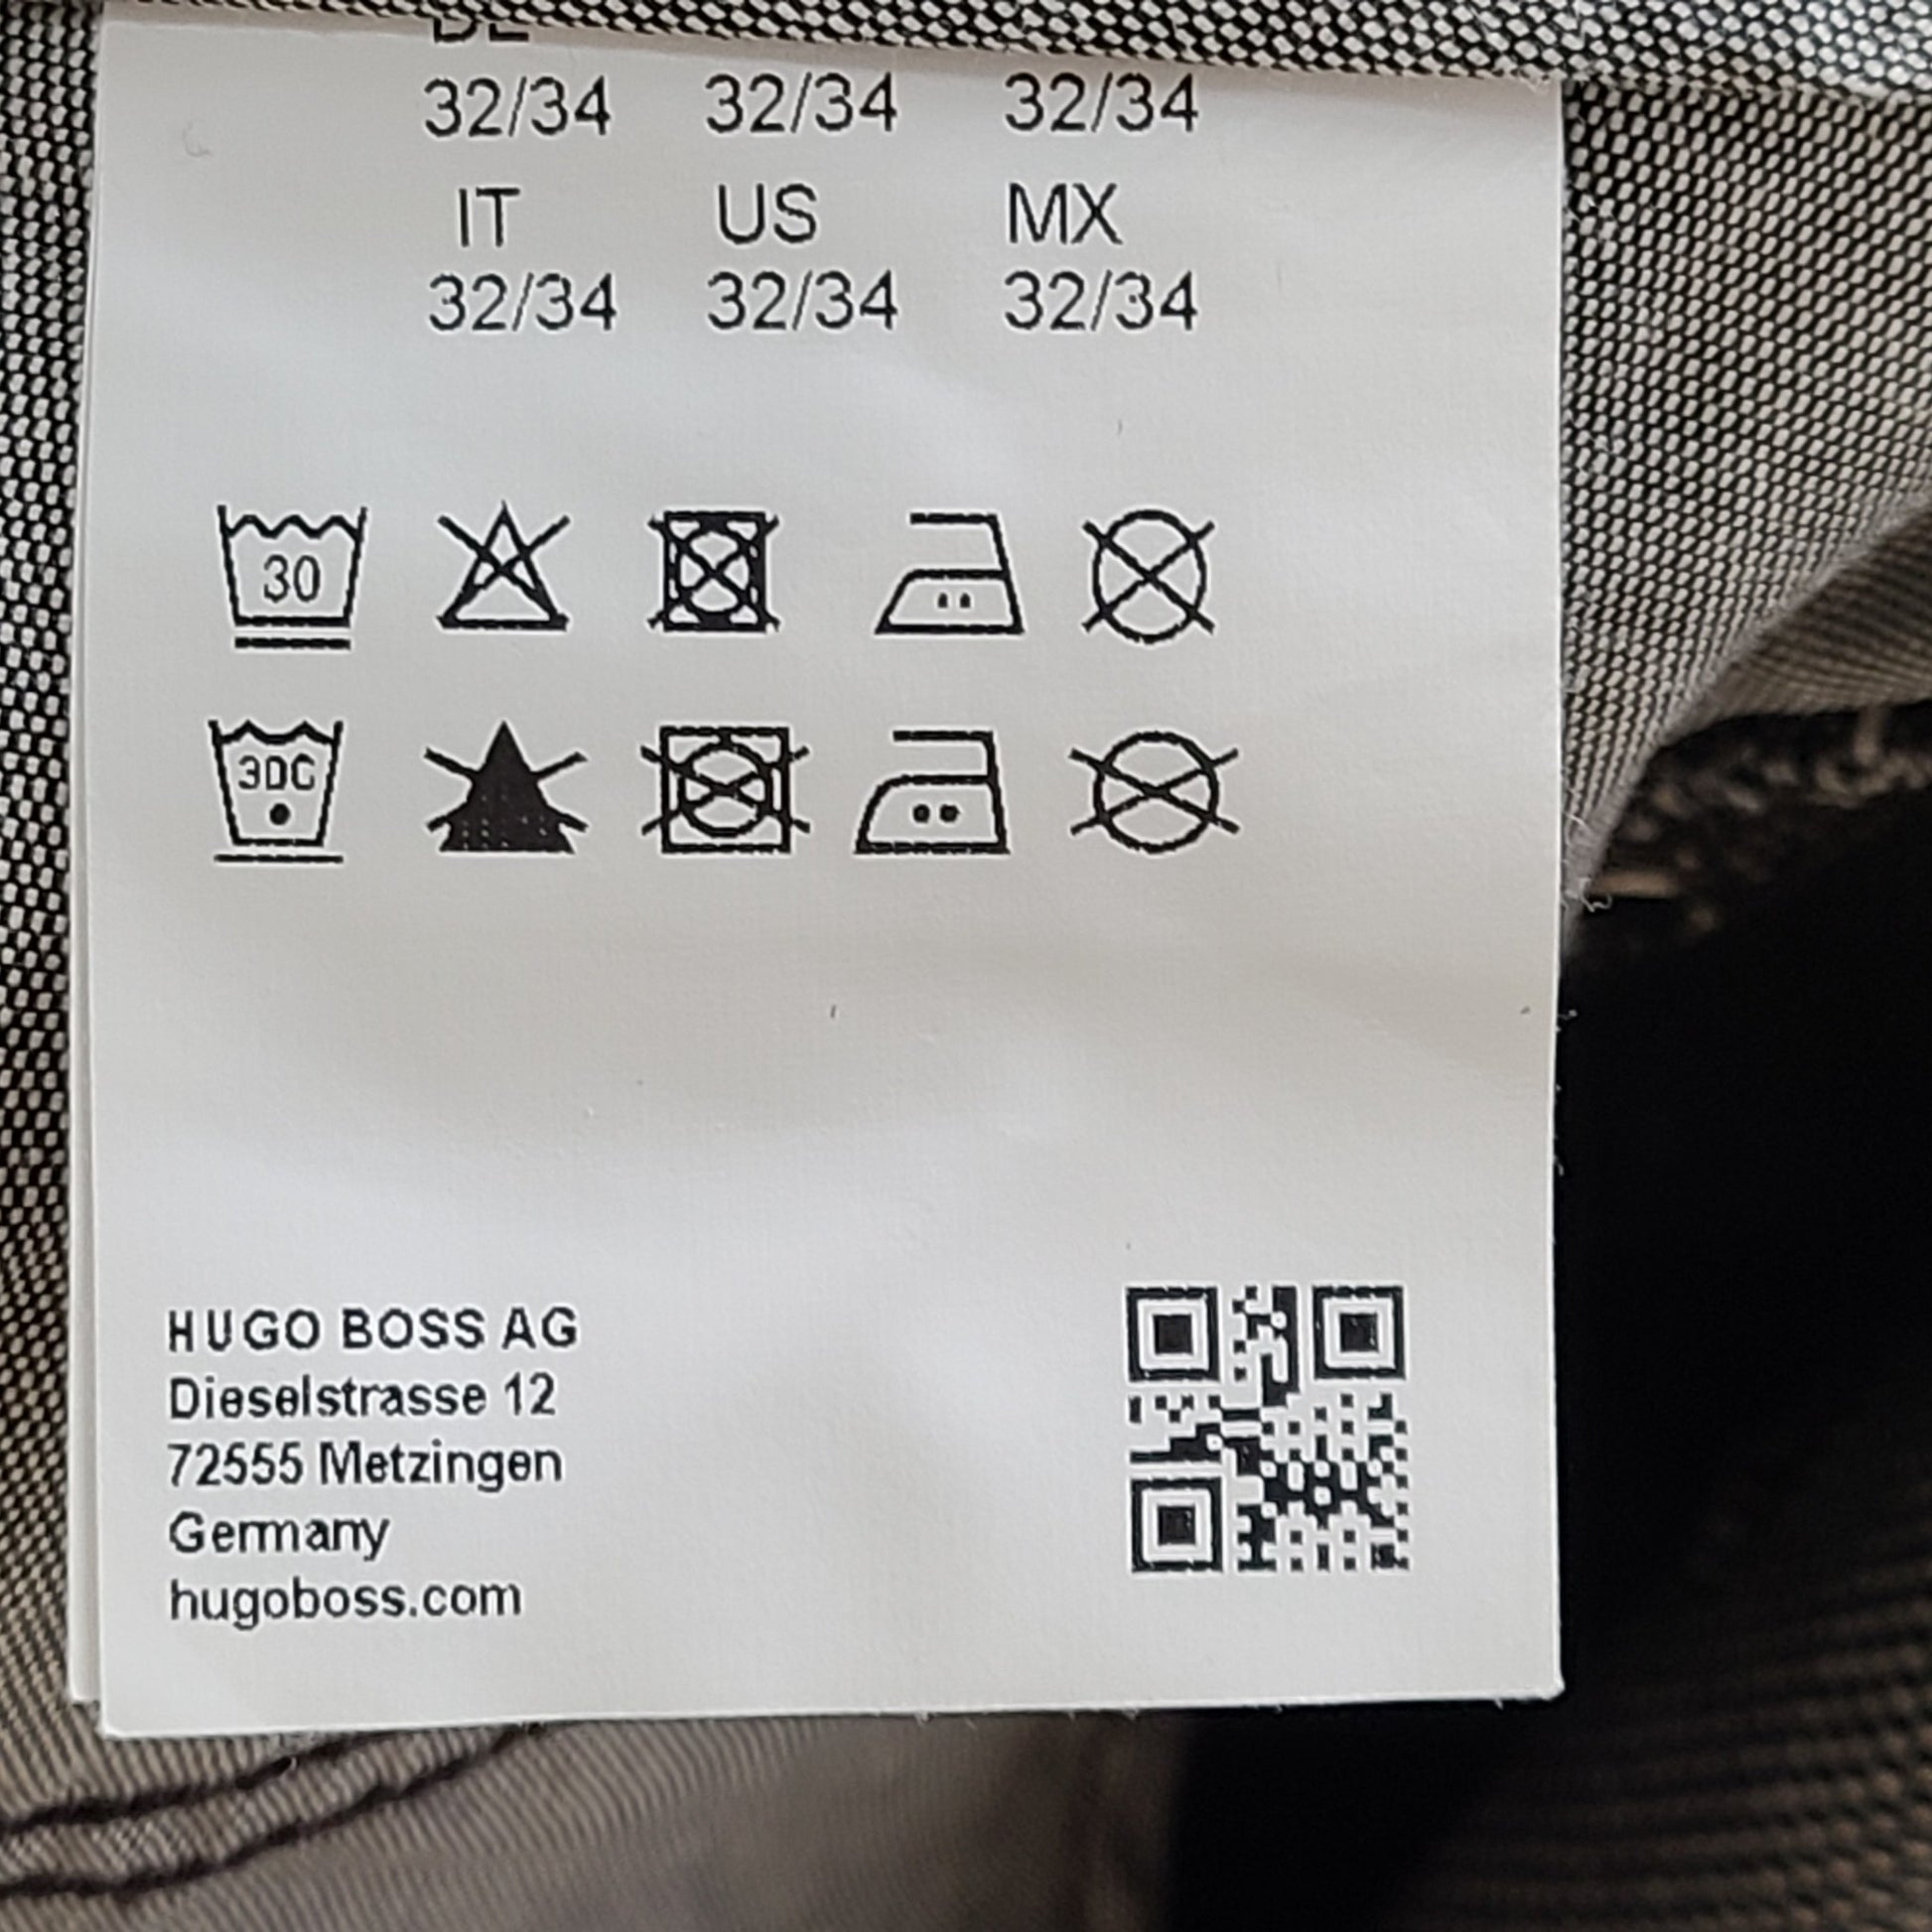 DE
32/34 32/34 32/34
IT US MX
32/34 32/34 32/34
30
30C
HUGO BOSS AG
Dieselstrasse 12
72555 Metzingen
Germany
hugoboss.com